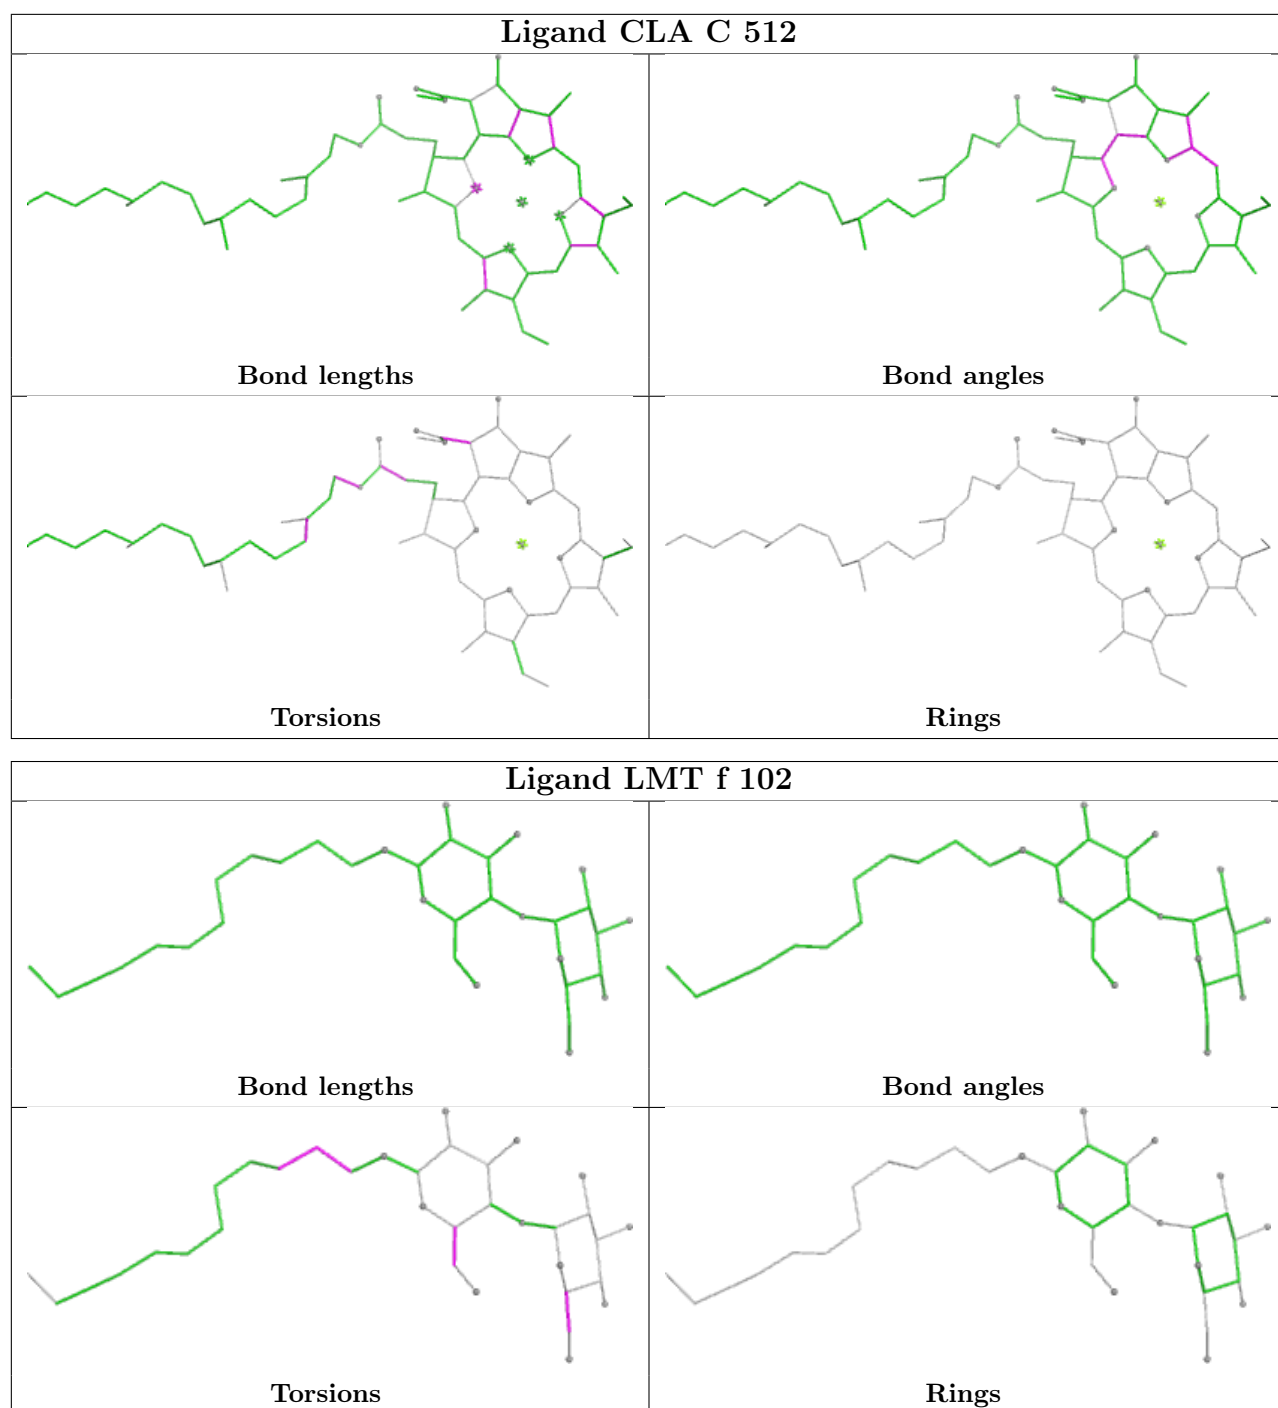 Ligand CLA C 512
Bond lengths
Bond angles
Torsions
Rings
Ligand LMT f 102
Bond lengths
Bond angles
Torsions
Rings